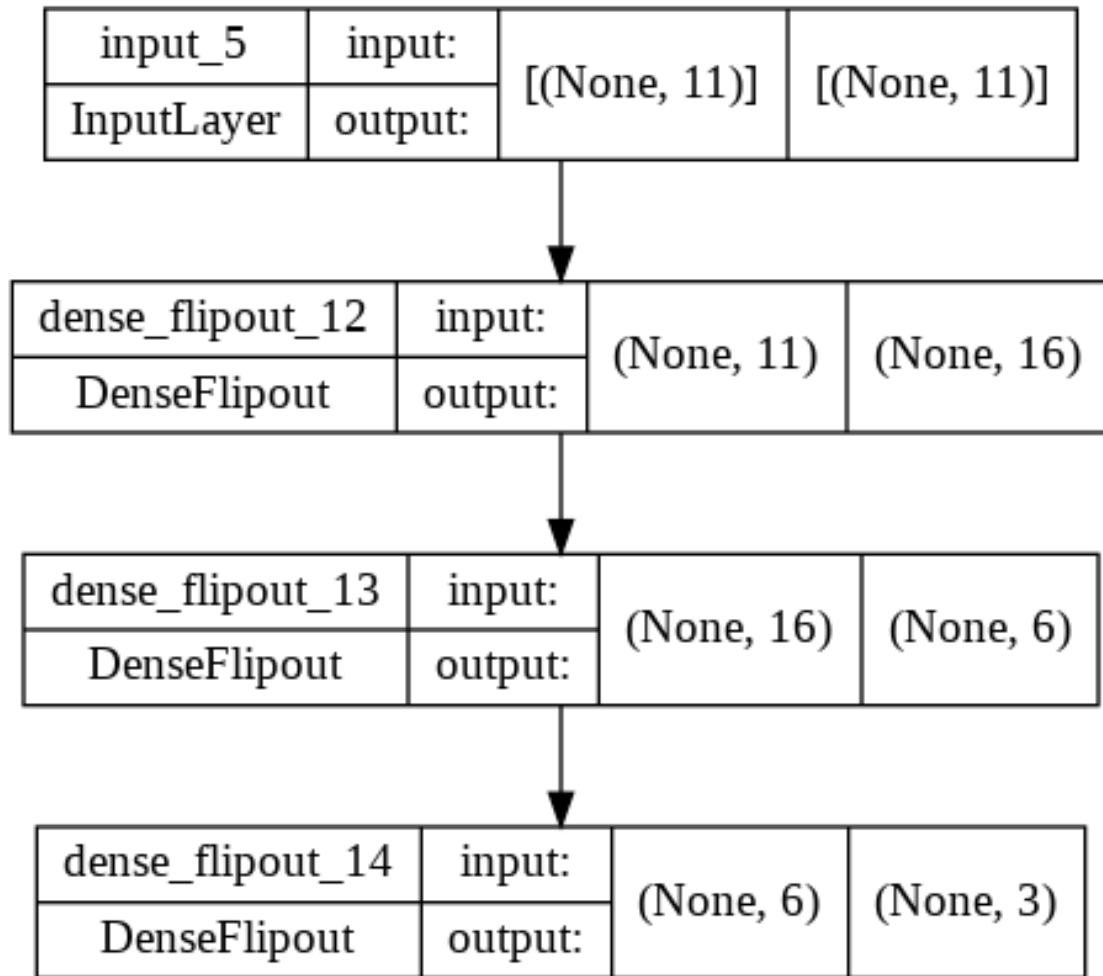 input_5
input:
[(None, 11)]
[(None, 11)]
InputLayer
output:
dense_flipout_12
input:
(None, 11)
(None, 16)
DenseFlipout
output:
dense_flipout_13
input:
(None, 16)
(None, 6)
DenseFlipout
output:
dense_flipout_14
input:
(None, 6)
(None, 3)
DenseFlipout
output: